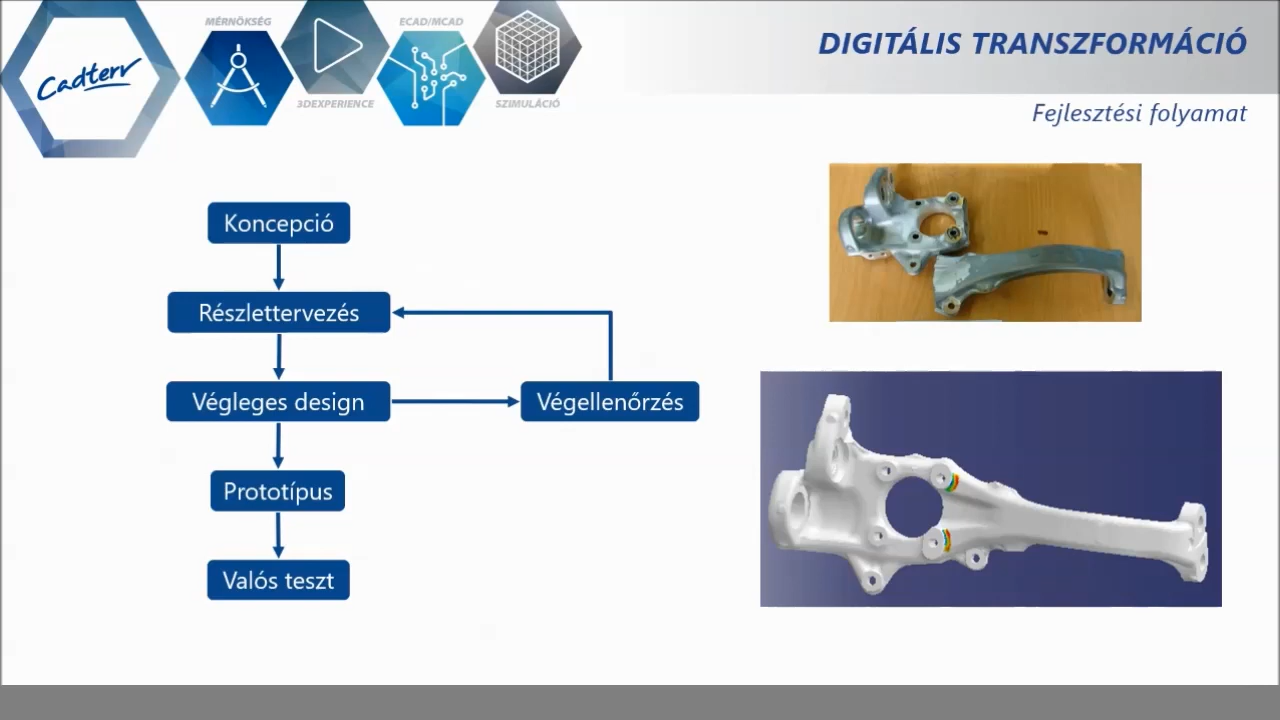 Cadterv
MÉRNÖKSÉG
3DEXPERIENCE
ECAD/MCAD
SZIMULÁCIÓ
DIGITÁLIS TRANSZFORMÁCIÓ
Fejlesztési folyamat
Koncepció
Részlettervezés
Végleges design
Végellenőrzés
Prototípus
Valós teszt